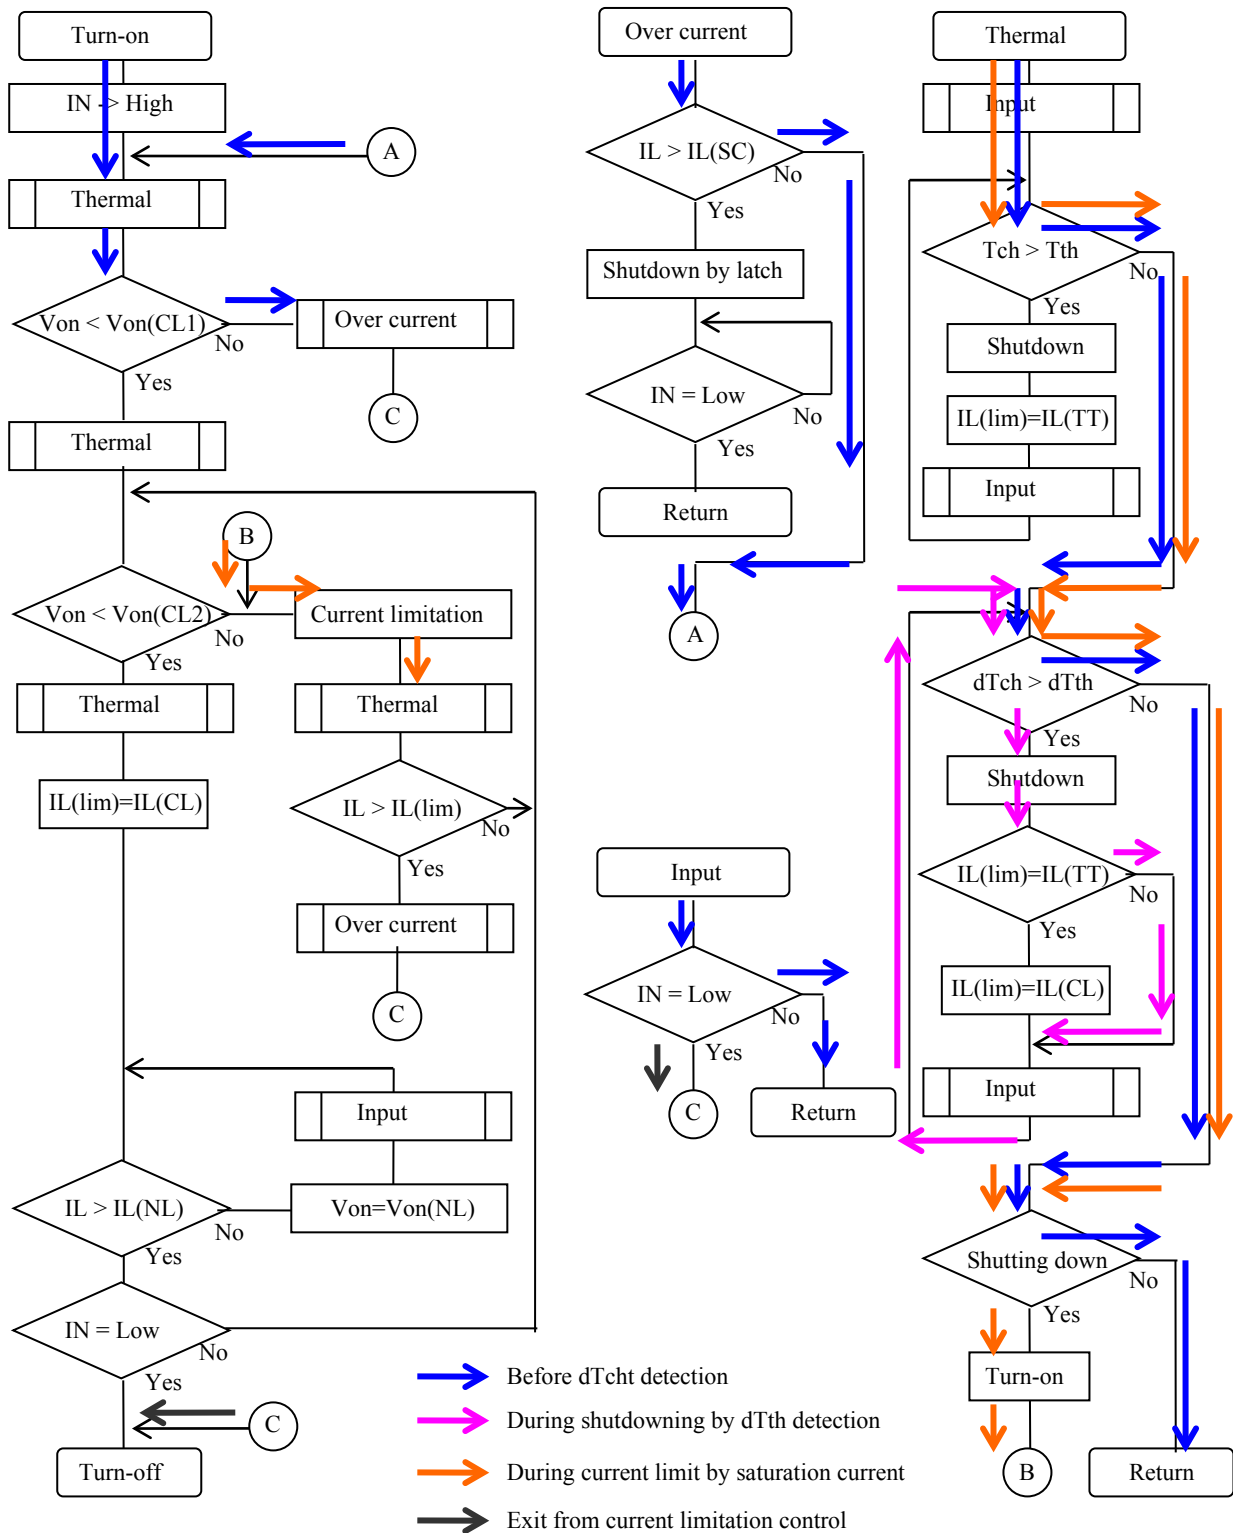 Turn-on
IN -> High
A
Thermal
Von < Von(CL1)
No
Over current
Yes
C
Thermal
B
Von < Von(CL2)
No
Current limitation
Yes
Thermal
Thermal
IL(lim)=IL(CL)
IL > IL(lim)
No
Yes
Over current
C
Input
IL > IL(NL)
No
Von=Von(NL)
Yes
IN = Low
No
Yes
C
Turn-off
Over current
IL > IL(SC)
No
Yes
Shutdown by latch
IN = Low
No
Yes
Return
A
Input
IN = Low
No
Yes
C
Return
Thermal
Input
Tch > Tth
No
Yes
Shutdown
IL(lim)=IL(TT)
Input
dTch > dTth
No
Yes
Shutdown
IL(lim)=IL(TT)
No
Yes
IL(lim)=IL(CL)
Input
Shutting down
No
Yes
Turn-on
B
Return
Before dTcht detection
During shutdowning by dTth detection
During current limit by saturation current
Exit from current limitation control